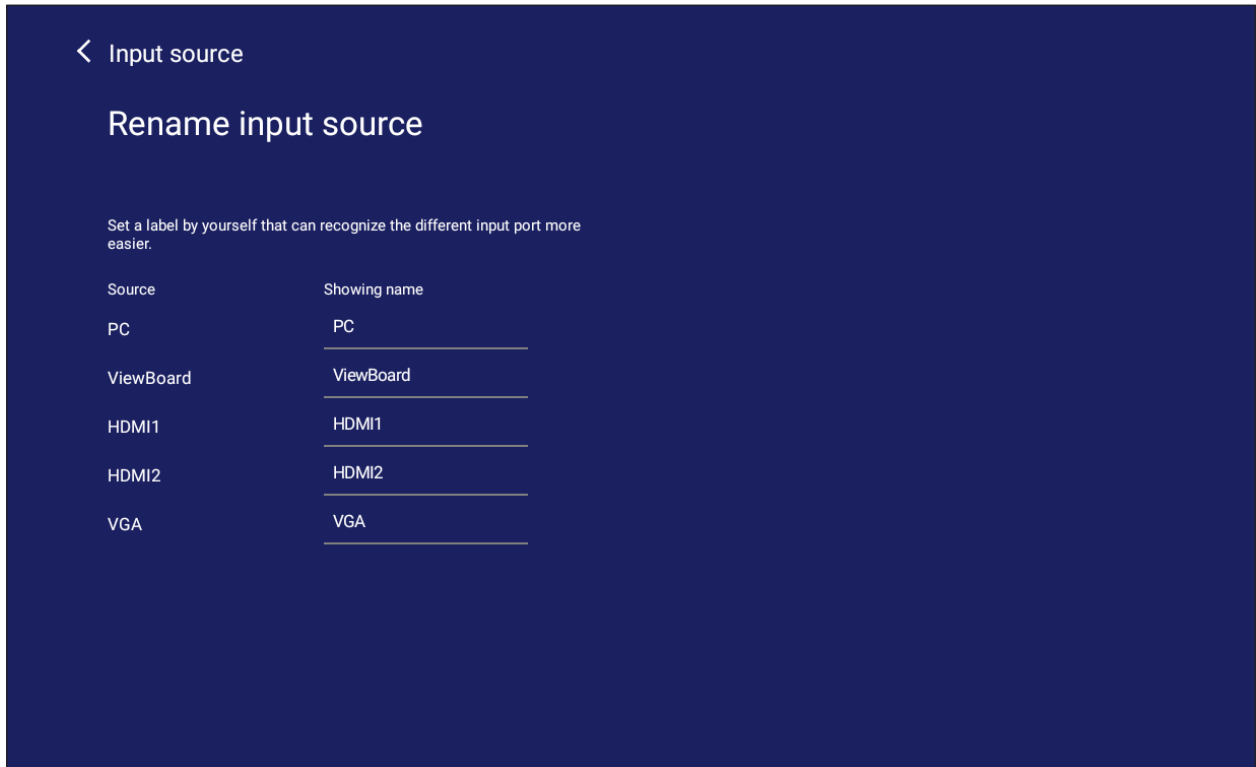 Input source
Rename input source
Set a label by yourself that can recognize the different input port more
easier.
Source Showing name
PC PC
ViewBoard ViewBoard
HDMI1 HDMI1
HDMI2 HDMI2
VGA VGA